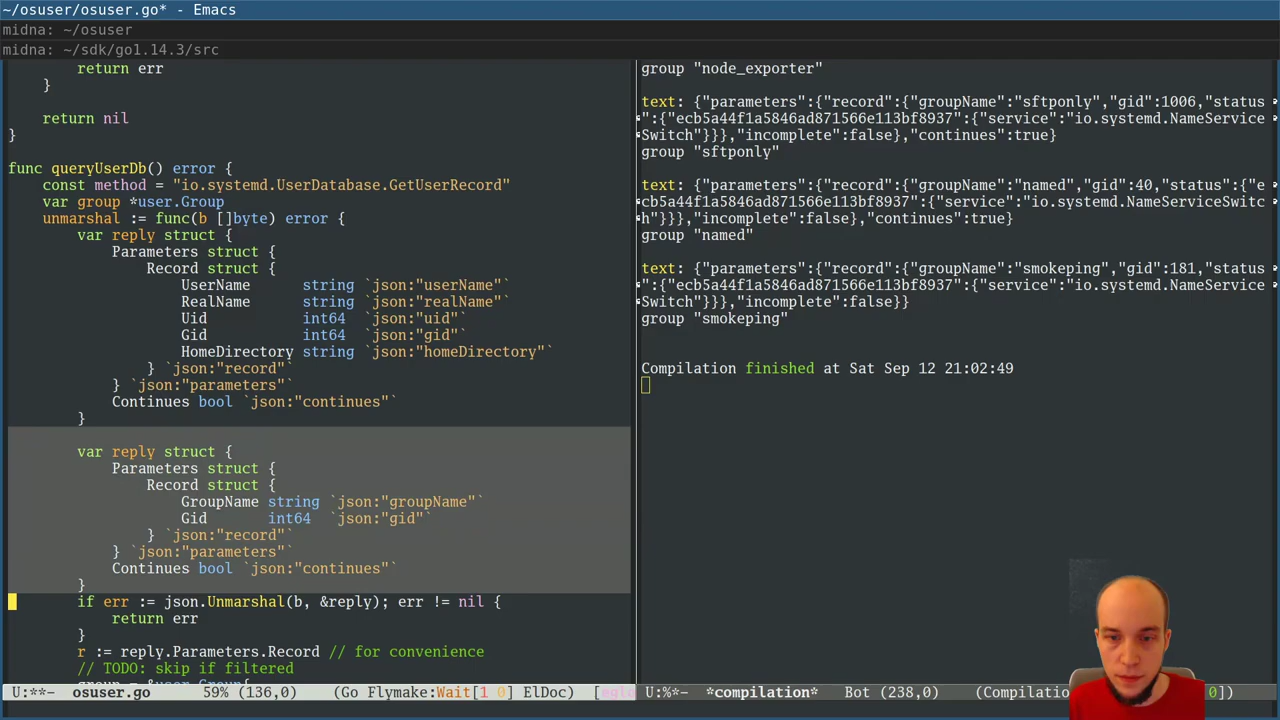 ~/osuser/osuser.go* - Emacs
midna: ~/osuser
midna: ~/sdk/go1.14.3/src
        return err
    }

    return nil
}

func queryUserDb() error {
    const method = "io.systemd.UserDatabase.GetUserRecord"
    var group *user.Group
    unmarshal := func(b []byte) error {
        var reply struct {
            Parameters struct {
                Record struct {
                    UserName      string `json:"userName"`
                    RealName      string `json:"realName"`
                    Uid           int64  `json:"uid"`
                    Gid           int64  `json:"gid"`
                    HomeDirectory string `json:"homeDirectory"`
                } `json:"record"`
            } `json:"parameters"`
            Continues bool `json:"continues"`
        }

        var reply struct {
            Parameters struct {
                Record struct {
                    GroupName string `json:"groupName"`
                    Gid       int64  `json:"gid"`
                } `json:"record"`
            } `json:"parameters"`
            Continues bool `json:"continues"`
        }
        if err := json.Unmarshal(b, &reply); err != nil {
            return err
        }
        r := reply.Parameters.Record // for convenience
        // TODO: skip if filtered
        group = &user.Group{
U:**-  osuser.go      59% (136,0)    (Go Flymake:Wait[1 0] ElDoc)  [eglo
group "node_exporter"

text: {"parameters":{"record":{"groupName":"sftponly","gid":1006,"status
":{"ecb5a44f1a5846ad871566e113bf8937":{"service":"io.systemd.NameService
Switch"}}},"incomplete":false},"continues":true}
group "sftponly"

text: {"parameters":{"record":{"groupName":"named","gid":40,"status":{"e
cb5a44f1a5846ad871566e113bf8937":{"service":"io.systemd.NameServiceSwitc
h"}}},"incomplete":false},"continues":true}
group "named"

text: {"parameters":{"record":{"groupName":"smokeping","gid":181,"status
":{"ecb5a44f1a5846ad871566e113bf8937":{"service":"io.systemd.NameService
Switch"}}},"incomplete":false}}
group "smokeping"

Compilation finished at Sat Sep 12 21:02:49
U:%*-  *compilation*   Bot (238,0)    (Compilatio 0])